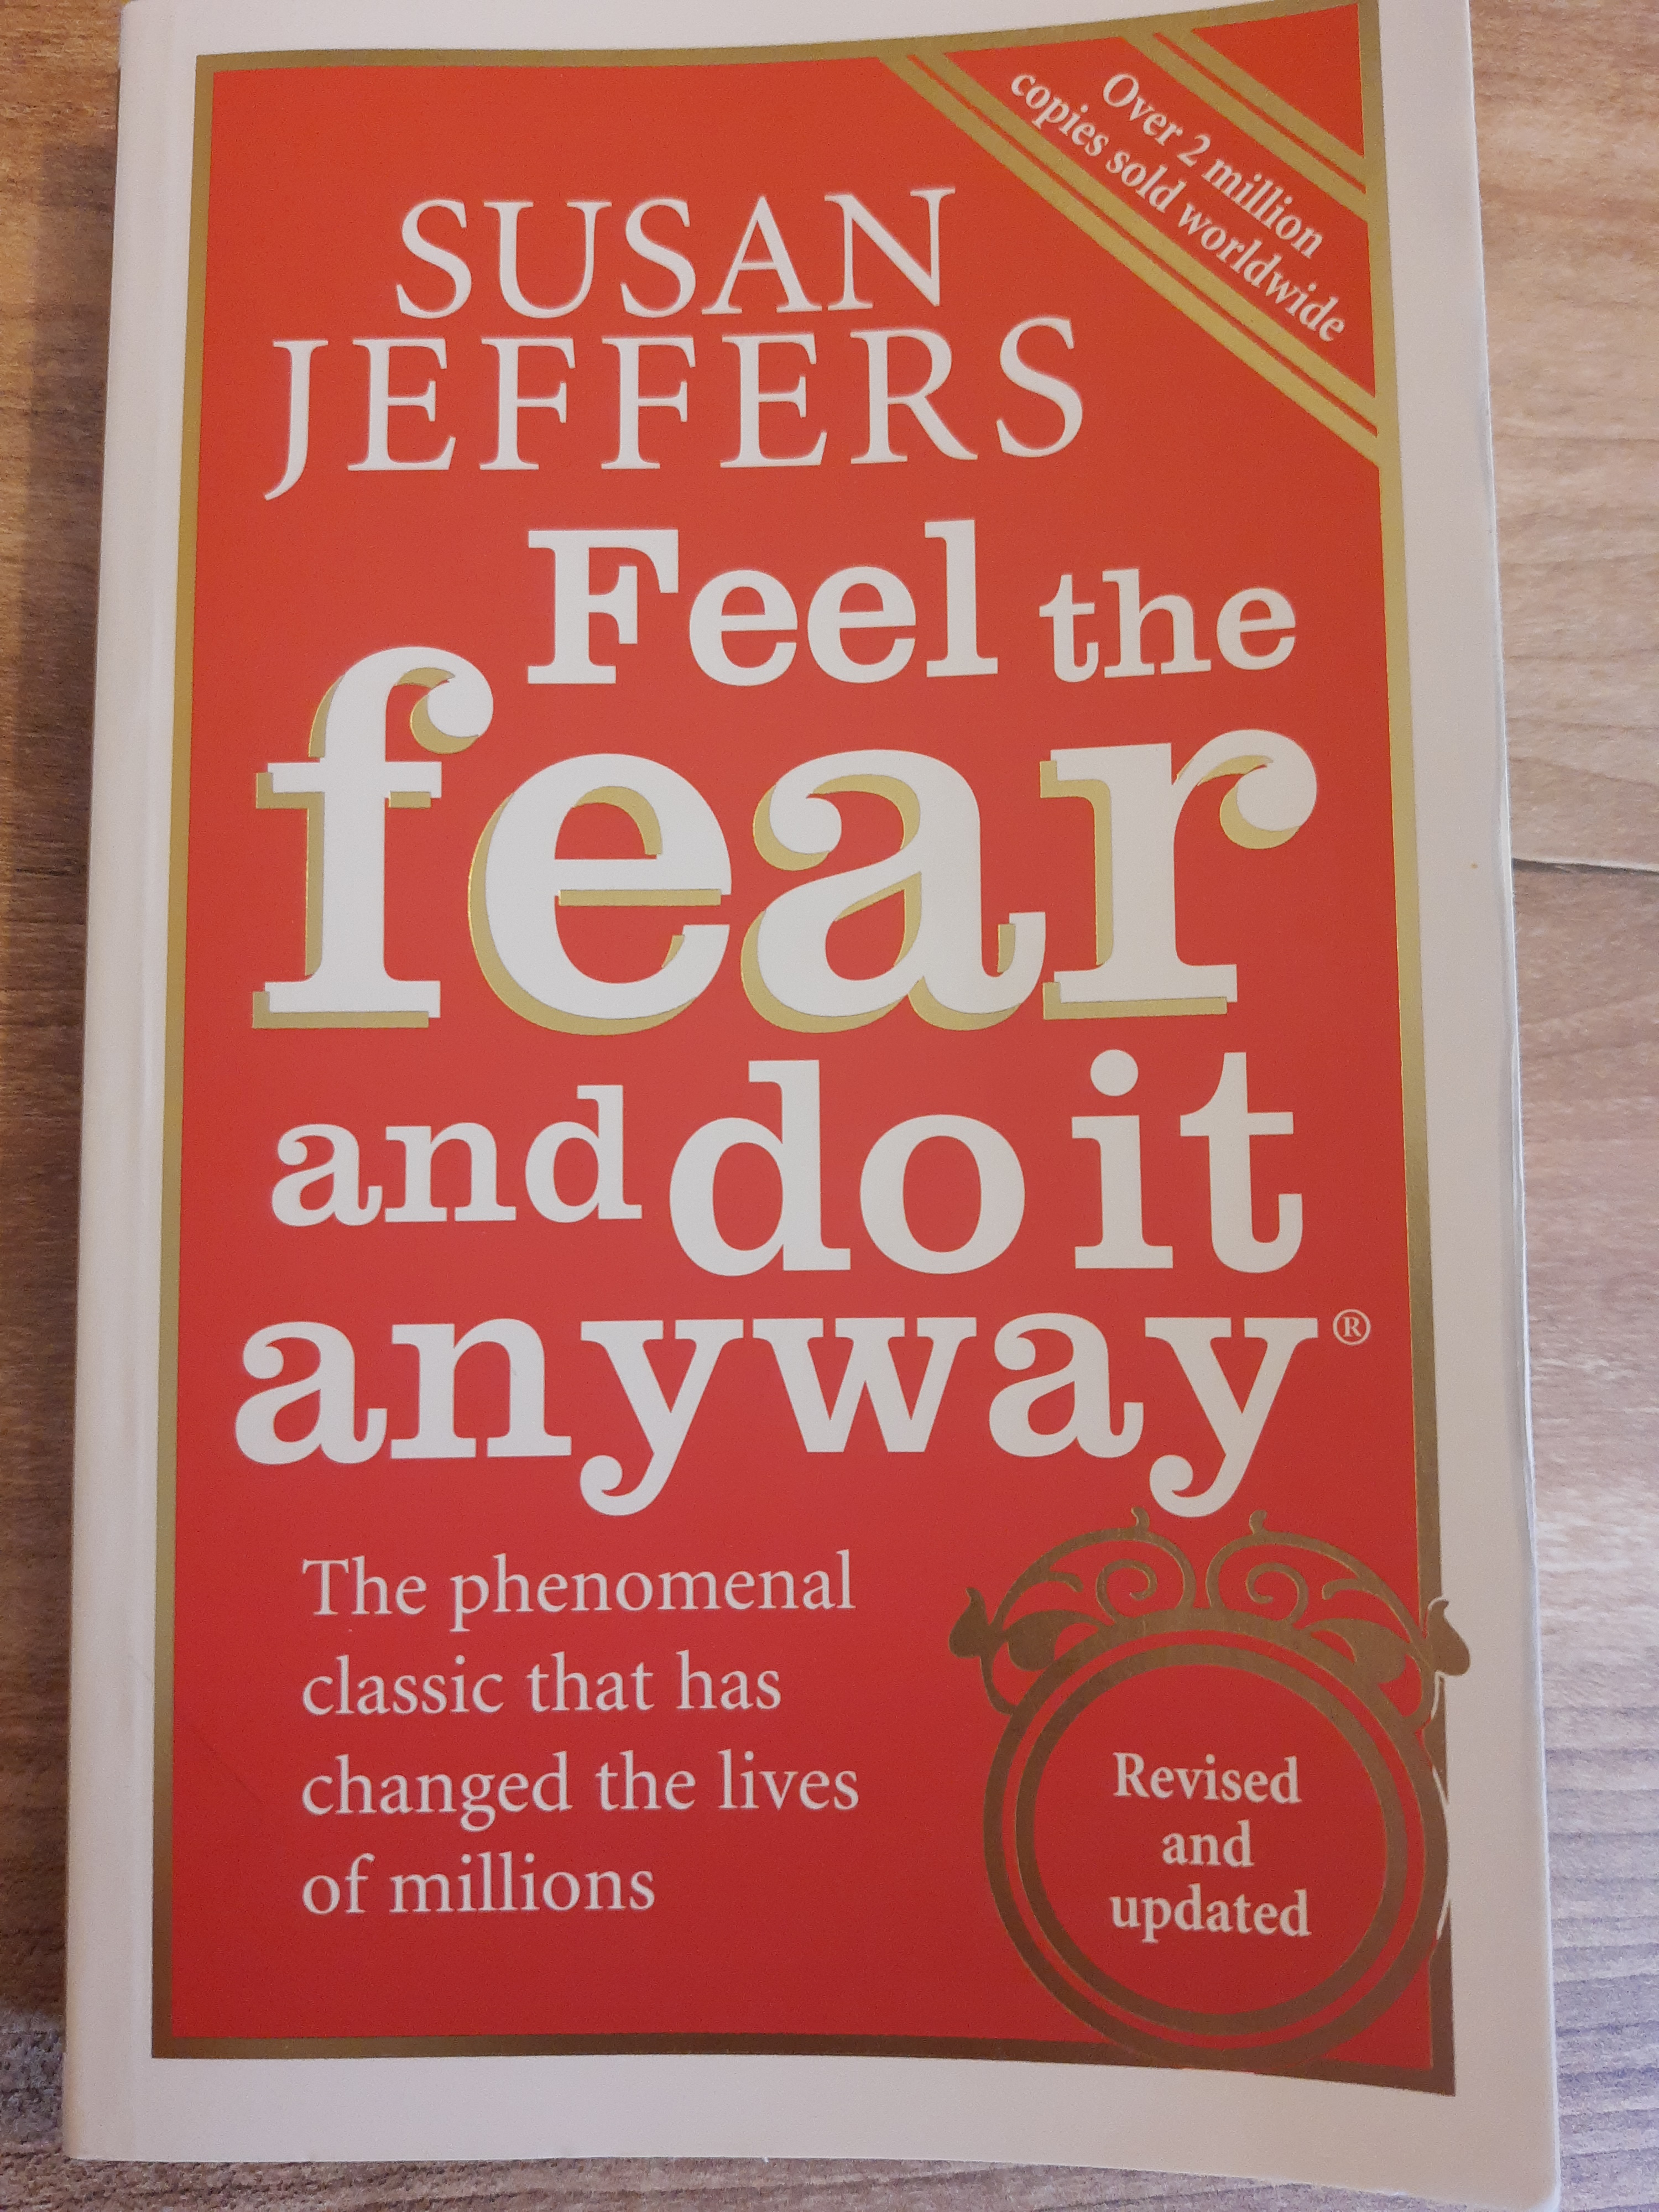 Over 2 million
copies sold worldwide
SUSAN
JEFFERS
Feel the
fear
and do it
anyway®
The phenomenal
classic that has
changed the lives
of millions
Revised
and
updated